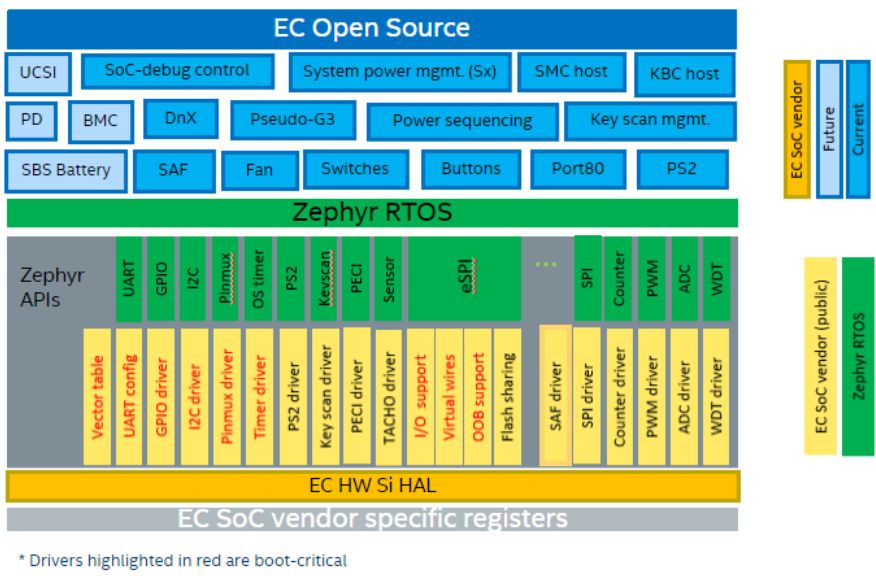 EC Open Source
UCSI
SoC-debug control
System power mgmt. (Sx)
SMC host
KBC host
PD
BMC
DnX
Pseudo-G3
Power sequencing
Key scan mgmt.
SBS Battery
SAF
Fan
Switches
Buttons
Port80
PS2
EC SoC vendor
Future
Current
Zephyr RTOS
Zephyr
APIs
UART
GPIO
I2C
Pinmux
OS timer
PS2
Keyscan
PECI
Sensor
eSPI
...
SPI
Counter
PWM
ADC
WDT
Vector table
UART config
GPIO driver
I2C driver
Pinmux driver
Timer driver
PS2 driver
Key scan driver
PECI driver
TACHO driver
I/O support
Virtual wires
OOB support
Flash sharing
SAF driver
SPI driver
Counter driver
PWM driver
ADC driver
WDT driver
EC SoC vendor (public)
Zephyr RTOS
EC HW Si HAL
EC SoC vendor specific registers
* Drivers highlighted in red are boot-critical